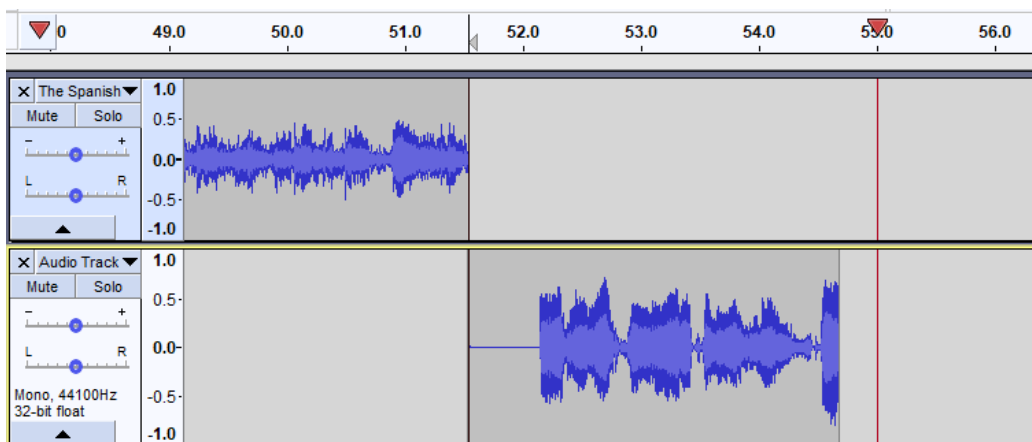 0 49.0 50.0 51.0 52.0 53.0 54.0 55.0 56.0
× The Spanish▼ 1.0
Mute Solo 0.5
- +
0.0
L R
-0.5
-1.0
× Audio Track▼ 1.0
Mute Solo 0.5
- +
L R 0.0
Mono, 44100Hz -0.5
32-bit float
-1.0